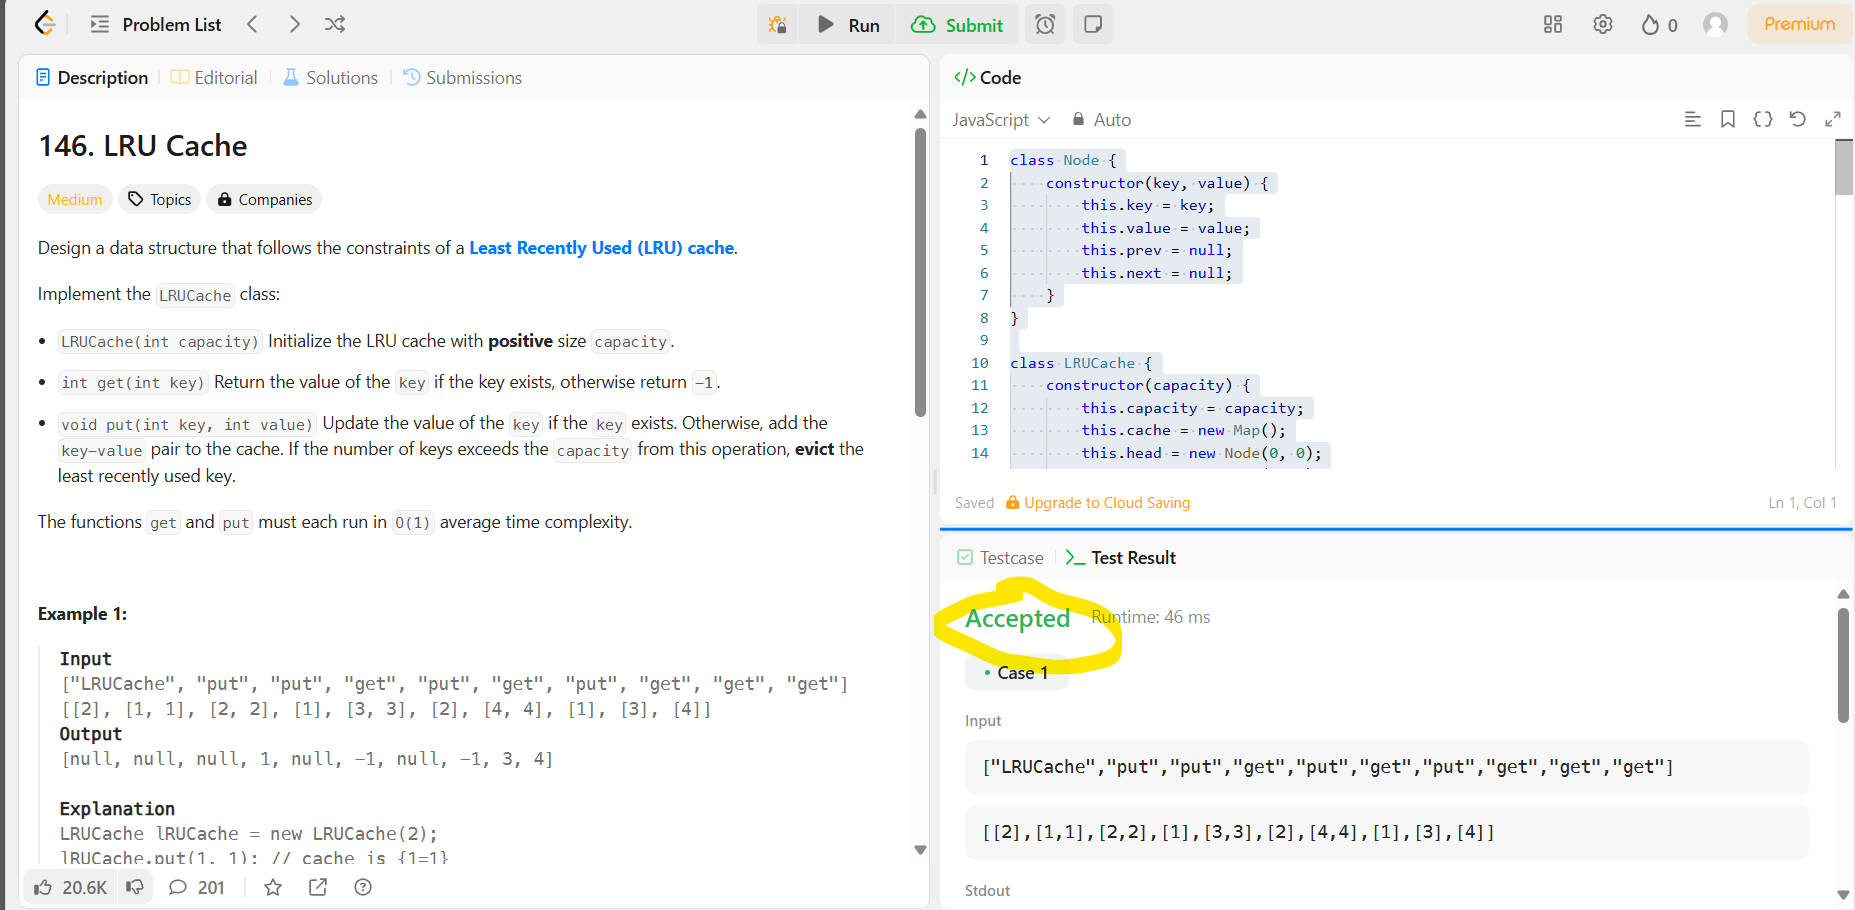 Problem List
Run
Submit
0
Premium
Description
Editorial
Solutions
Submissions
146. LRU Cache
Medium
Topics
Companies
Design a data structure that follows the constraints of a Least Recently Used (LRU) cache.
Implement the LRUCache class:
• LRUCache(int capacity) Initialize the LRU cache with positive size capacity.
• int get(int key) Return the value of the key if the key exists, otherwise return -1.
• void put(int key, int value) Update the value of the key if the key exists. Otherwise, add the
key-value pair to the cache. If the number of keys exceeds the capacity from this operation, evict the
least recently used key.
The functions get and put must each run in O(1) average time complexity.
Example 1:
Input
["LRUCache", "put", "put", "get", "put", "get", "put", "get", "get", "get"]
[[2], [1, 1], [2, 2], [1], [3, 3], [2], [4, 4], [1], [3], [4]]
Output
[null, null, null, 1, null, -1, null, -1, 3, 4]
Explanation
LRUCache lRUCache = new LRUCache(2);
lRUCache.put(1, 1); // cache is {1=1}
20.6K
201
</> Code
JavaScript
Auto
1 class Node {
2 constructor(key, value) {
3 this.key = key;
4 this.value = value;
5 this.prev = null;
6 this.next = null;
7 }
8 }
9
10 class LRUCache {
11 constructor(capacity) {
12 this.capacity = capacity;
13 this.cache = new Map();
14 this.head = new Node(0, 0);
Saved
Upgrade to Cloud Saving
Ln 1, Col 1
Testcase
Test Result
Accepted
Runtime: 46 ms
• Case 1
Input
["LRUCache","put","put","get","put","get","put","get","get","get"]
[[2],[1,1],[2,2],[1],[3,3],[2],[4,4],[1],[3],[4]]
Stdout